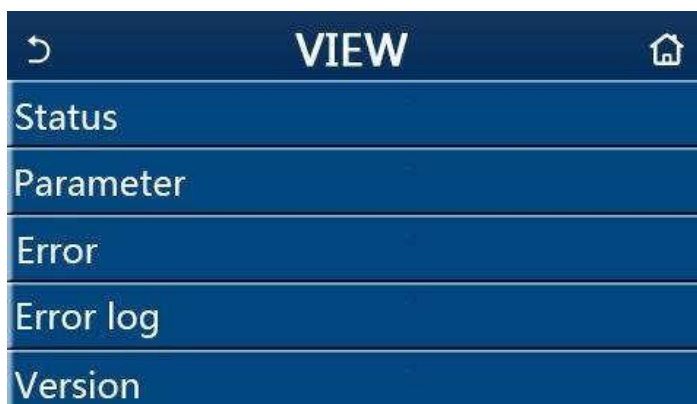 VIEW
Status
Parameter
Error
Error log
Version